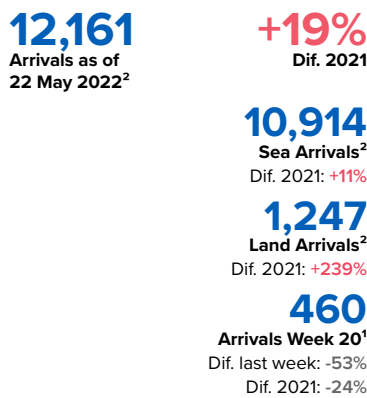 12,161
Arrivals as of
22 May 2022²
+19%
Dif. 2021
10,914
Sea Arrivals²
Dif. 2021: +11%
1,247
Land Arrivals²
Dif. 2021: +239%
460
Arrivals Week 20¹
Dif. last week: -53%
Dif. 2021: -24%